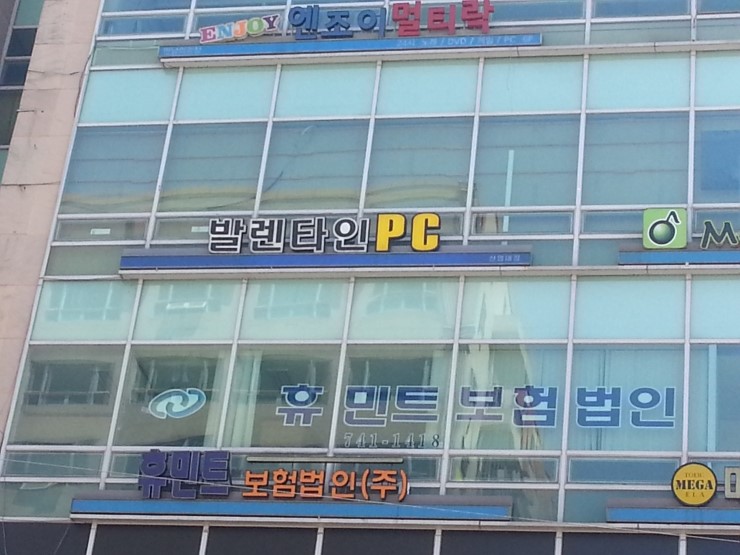 ENJOY 엔조이멀티락
발렌타인PC
M
휴 민트 보험법인
741-1418
휴민트 보험법인(주)
MEGA
ELA